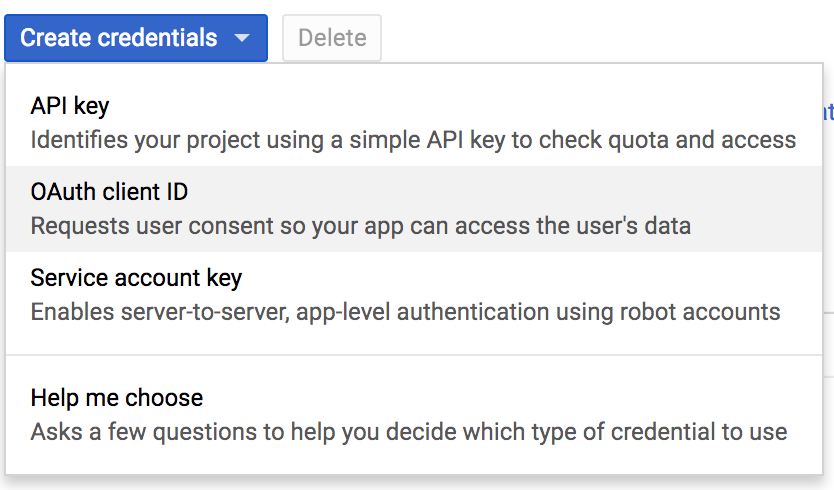 Create credentials
Delete
API key
Identifies your project using a simple API key to check quota and access
OAuth client ID
Requests user consent so your app can access the user's data
Service account key
Enables server-to-server, app-level authentication using robot accounts
Help me choose
Asks a few questions to help you decide which type of credential to use